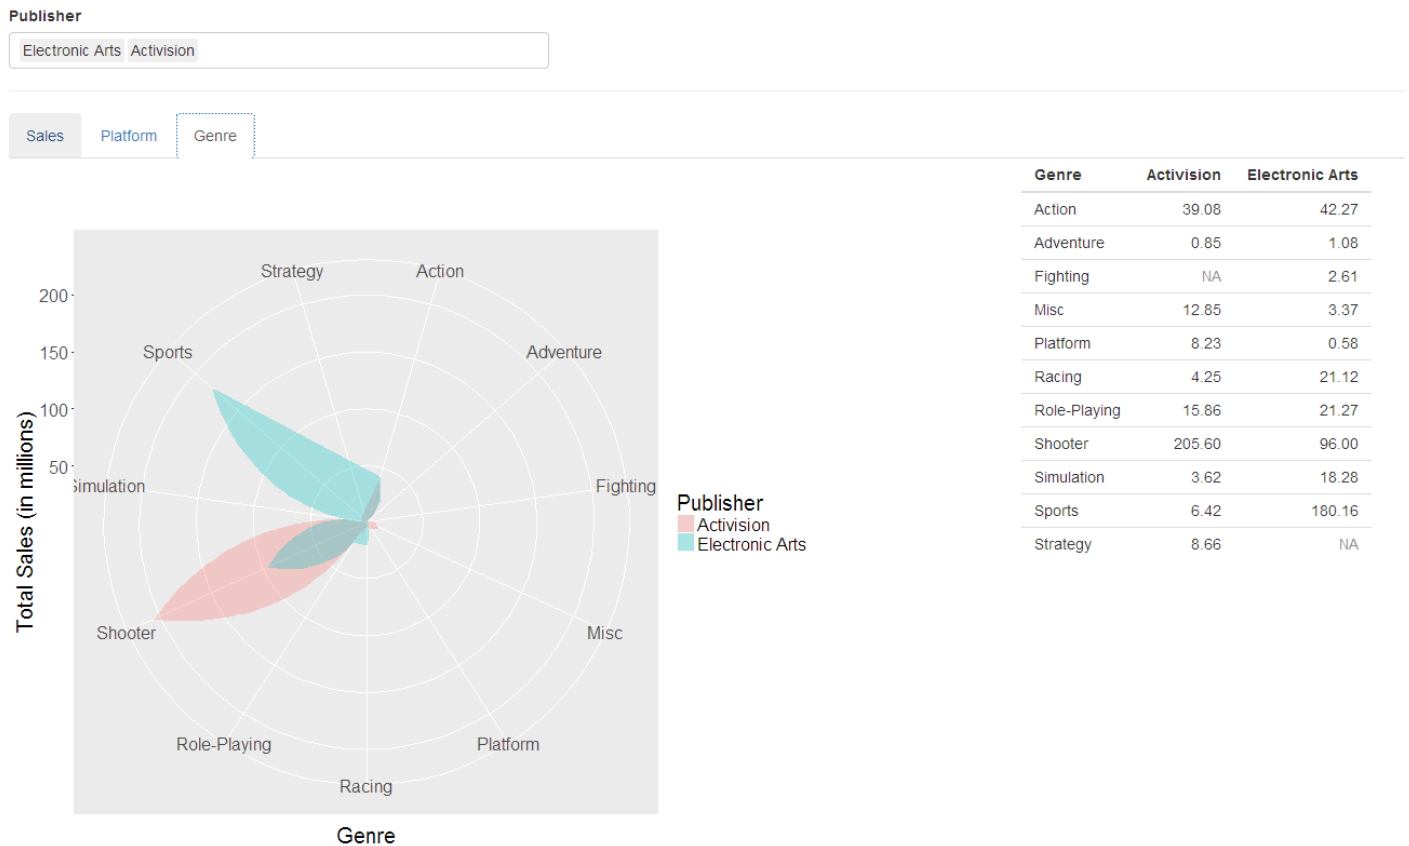 Publisher
Electronic Arts Activision
Sales Platform Genre
Genre Activision Electronic Arts
Action 39.08 42.27
Adventure 0.85 1.08
Fighting NA 2.61
Misc 12.85 3.37
Platform 8.23 0.58
Racing 4.25 21.12
Role-Playing 15.86 21.27
Shooter 205.60 96.00
Simulation 3.62 18.28
Sports 6.42 180.16
Strategy 8.66 NA
Total Sales (in millions)
200
150
100
50
Strategy
Action
Sports
Adventure
Simulation
Fighting
Shooter
Misc
Role-Playing
Platform
Racing
Genre
Publisher
Activision
Electronic Arts